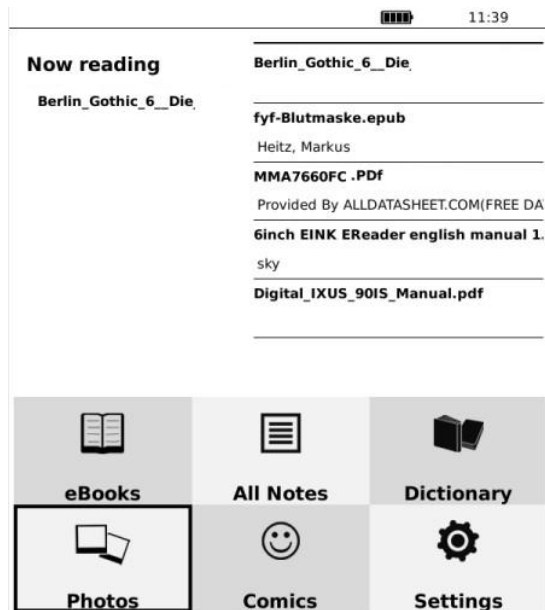 11:39
Now reading
Berlin_Gothic_6__Die
Berlin_Gothic_6__Die
fyf-Blutmaske.epub
Heitz, Markus
MMA7660FC .PDf
Provided By ALLDATASHEET.COM(FREE DA
6inch EINK EReader english manual 1.
sky
Digital_IXUS_90IS_Manual.pdf
eBooks
All Notes
Dictionary
Photos
Comics
Settings